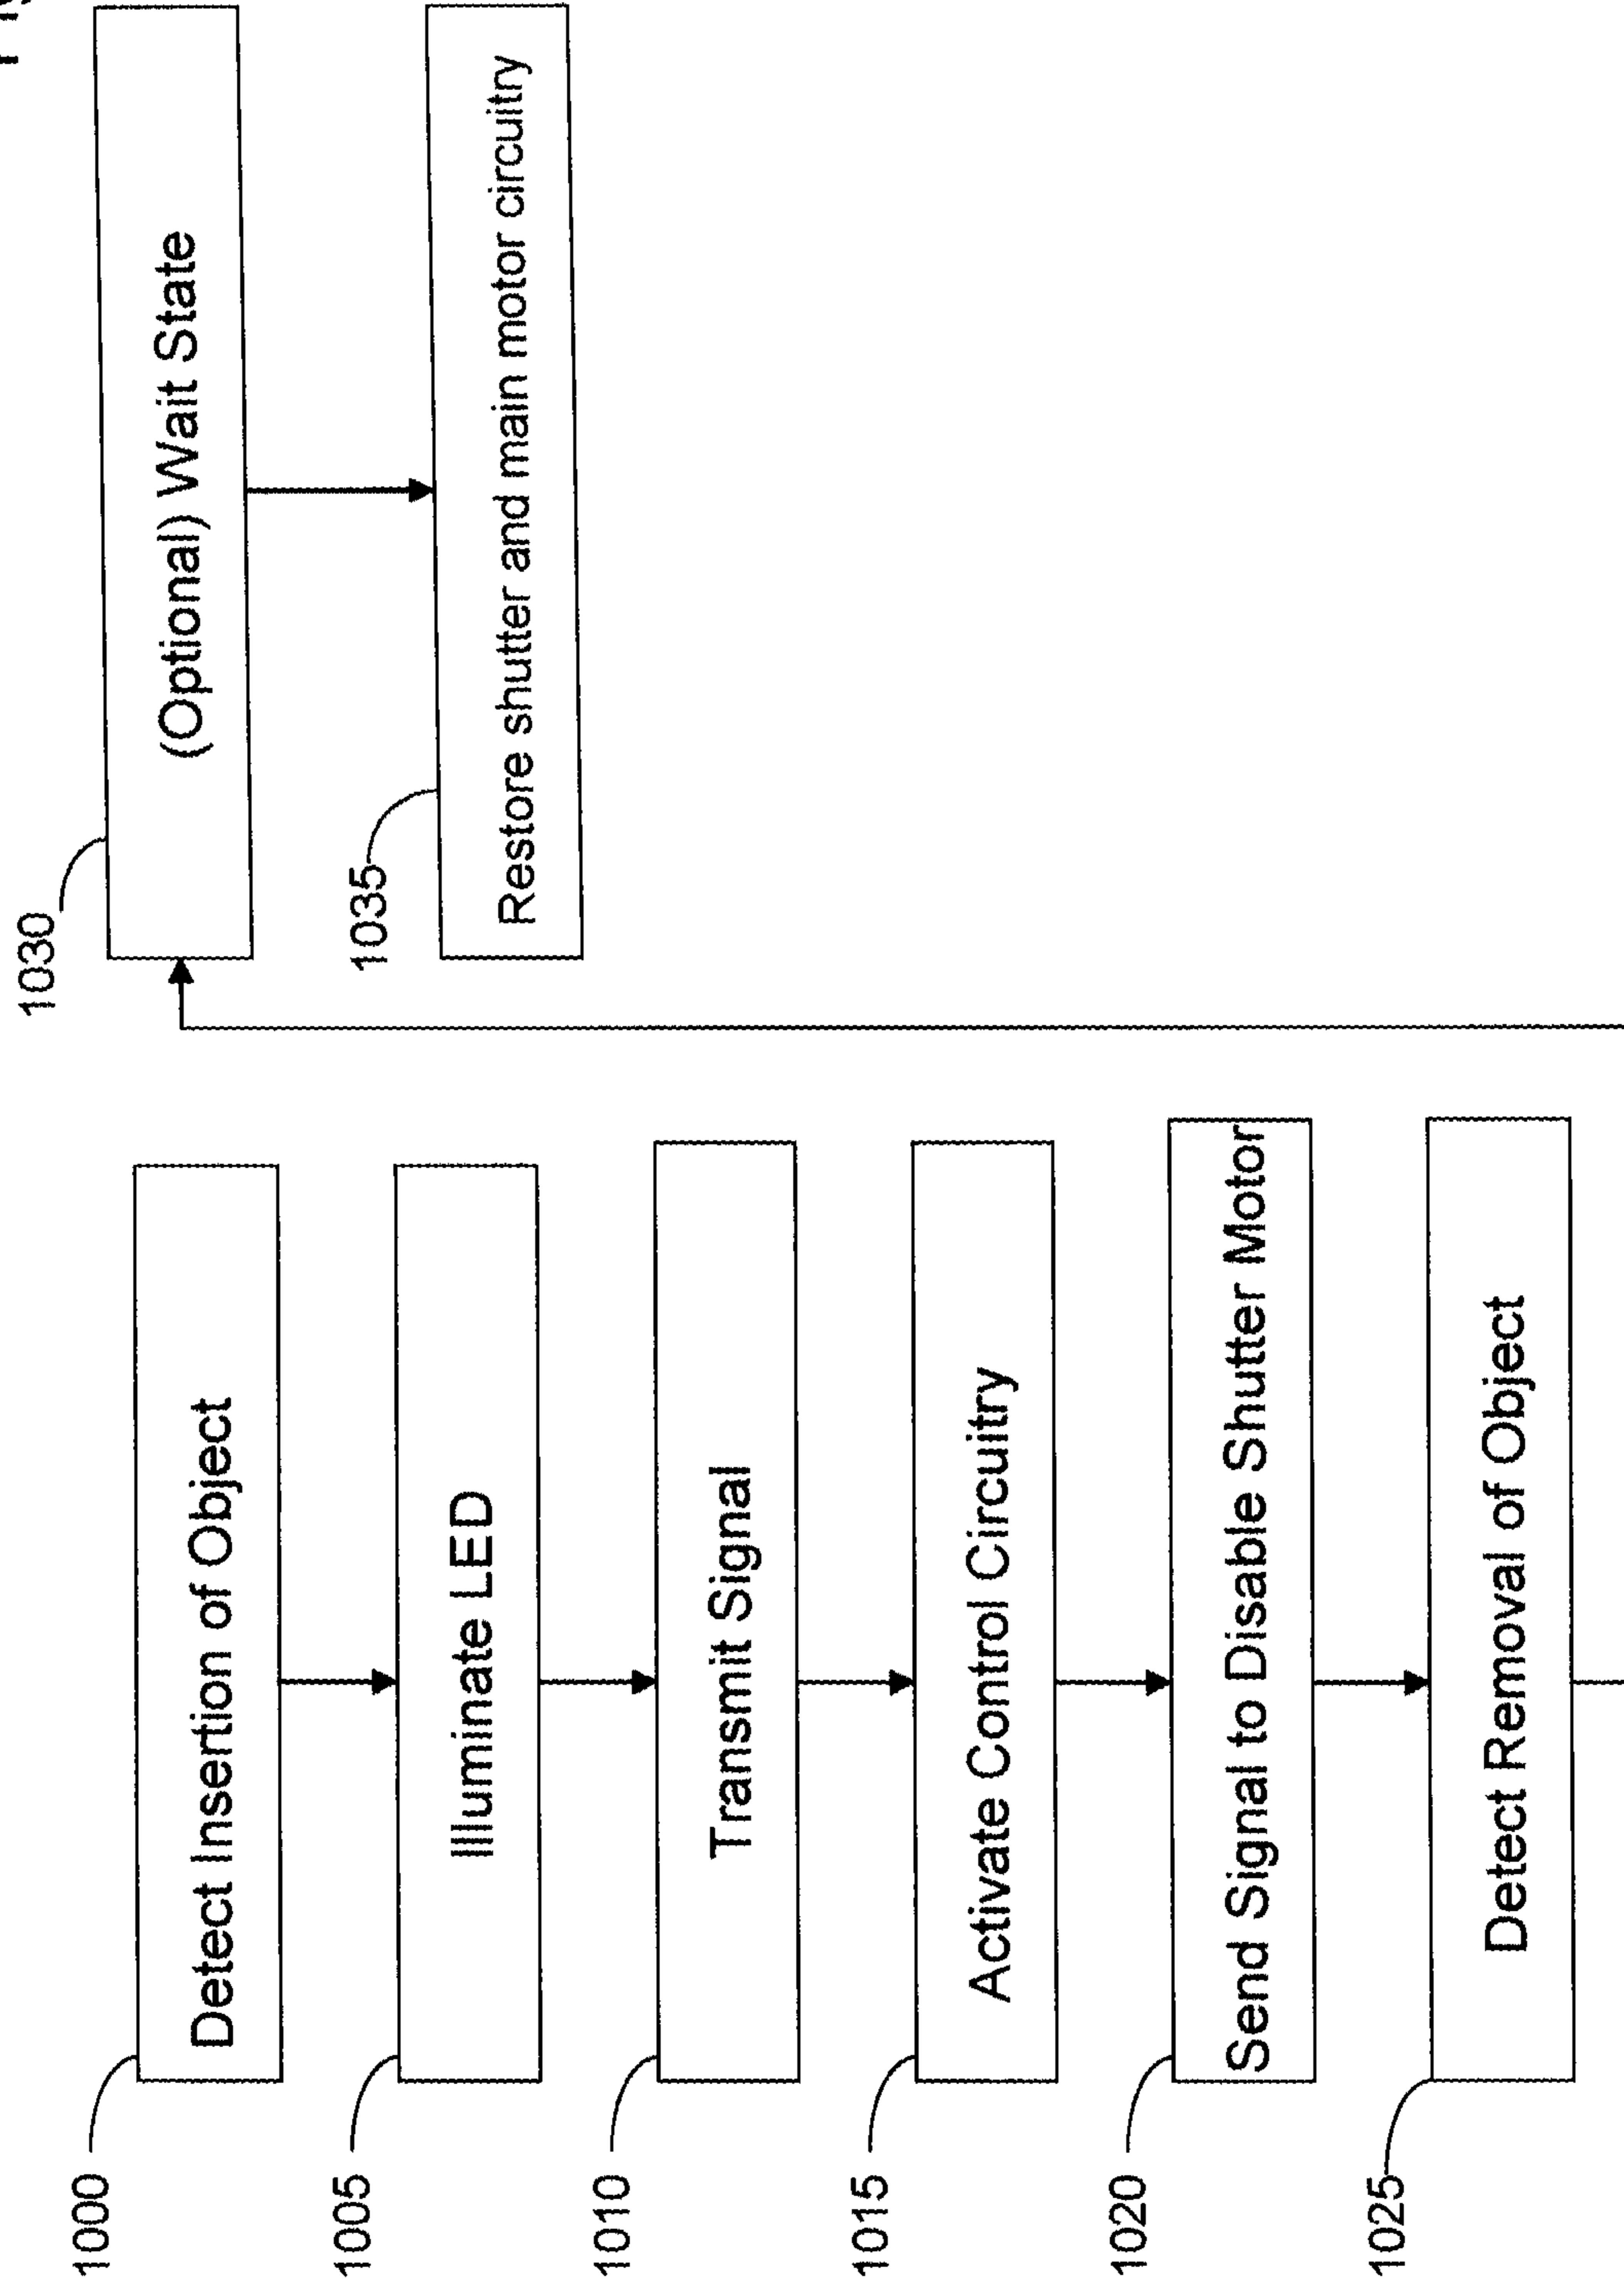 1000
Detect Insertion of Object
1005
Illuminate LED
1010
Transmit Signal
1015
Activate Control Circuitry
1020
Send Signal to Disable Shutter Motor
1025
Detect Removal of Object
1030
(Optional) Wait State
1035
Restore shutter and main motor circuitry